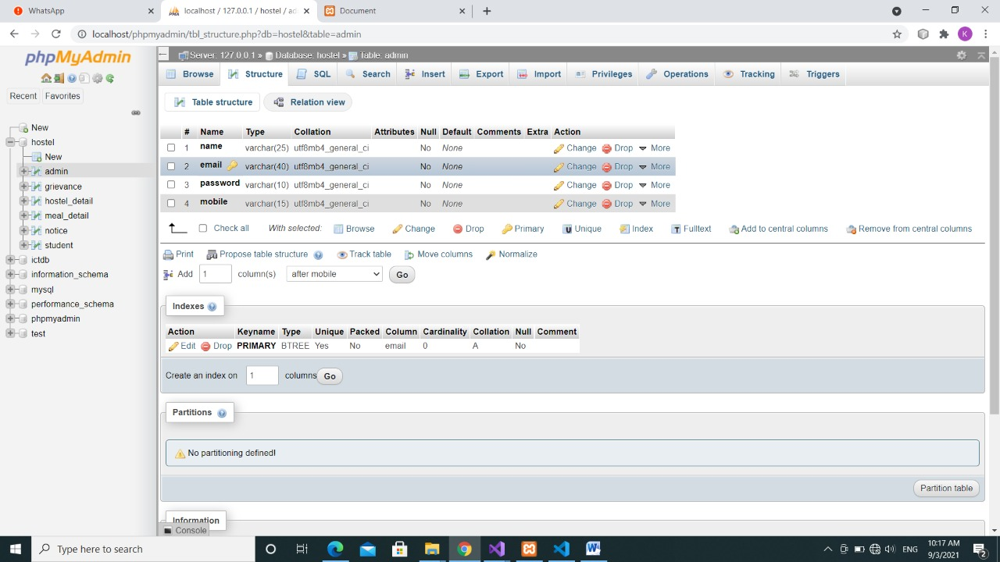 WhatsApp
localhost / 127.0.0.1 / hostel / ad
Document
localhost/phpmyadmin/tbl_structure.php?db=hostel&table=admin
K
phpMyAdmin
Recent Favorites
New
hostel
New
admin
grievance
hostel_detail
meal_detail
notice
student
ictdb
information_schema
mysql
performance_schema
phpmyadmin
test
Server: 127.0.0.1 » Database: hostel » Table: admin
Browse Structure SQL Search Insert Export Import Privileges Operations Tracking Triggers
Table structure Relation view
# Name Type Collation Attributes Null Default Comments Extra Action
1 name varchar(25) utf8mb4_general_ci No None Change Drop More
2 email varchar(40) utf8mb4_general_ci No None Change Drop More
3 password varchar(10) utf8mb4_general_ci No None Change Drop More
4 mobile varchar(15) utf8mb4_general_ci No None Change Drop More
Check all With selected: Browse Change Drop Primary Unique Index Fulltext Add to central columns Remove from central columns
Print Propose table structure Track table Move columns Normalize
Add 1 column(s) after mobile Go
Indexes
Action Keyname Type Unique Packed Column Cardinality Collation Null Comment
Edit Drop PRIMARY BTREE Yes No email 0 A No
Create an index on 1 columns Go
Partitions
No partitioning defined!
Partition table
Information
Console
Type here to search
ENG
10:17 AM
9/3/2021
2